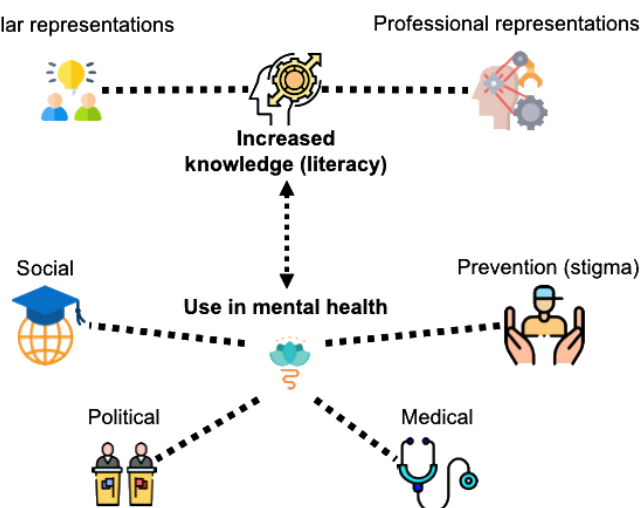 lar representations
Professional representations
Increased
knowledge (literacy)
Social
Prevention (stigma)
Use in mental health
Political
Medical